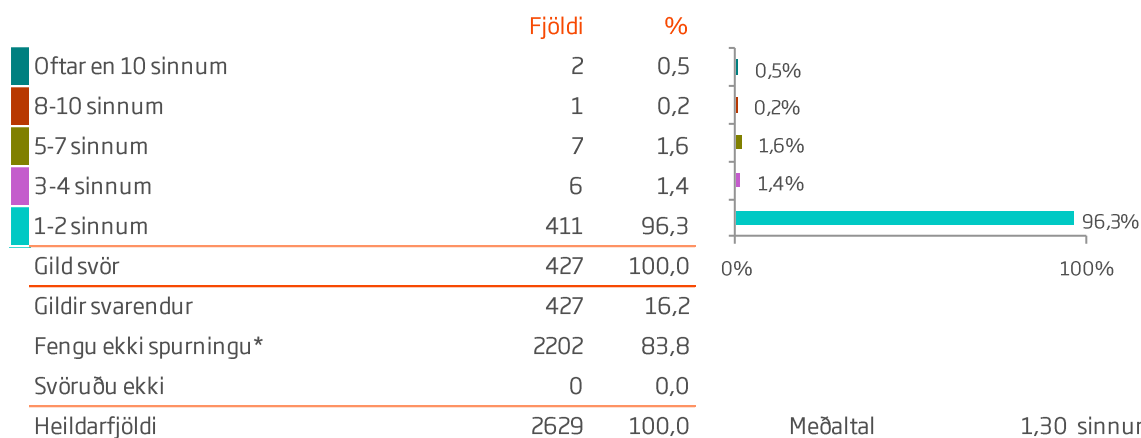 Fjöldi %
Oftar en 10 sinnum 2 0,5 0,5%
8-10 sinnum 1 0,2 0,2%
5-7 sinnum 7 1,6 1,6%
3-4 sinnum 6 1,4 1,4%
1-2 sinnum 411 96,3 96,3%
Gild svör 427 100,0 0% 100%
Gildir svarendur 427 16,2
Fengu ekki spurningu* 2202 83,8
Svöruðu ekki 0 0,0
Heildarfjöldi 2629 100,0 Meðaltal 1,30 sinnum